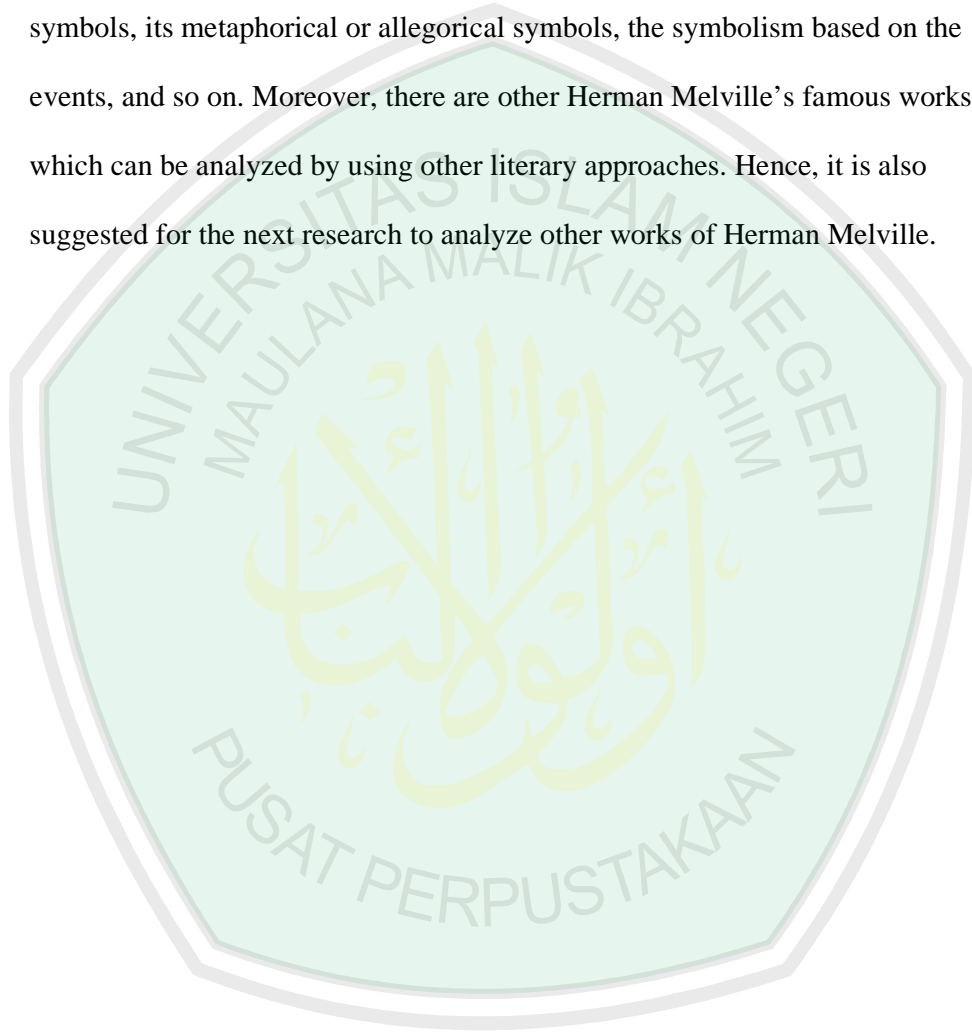 symbols, its metaphorical or allegorical symbols, the symbolism based on the
events, and so on. Moreover, there are other Herman Melville's famous works
which can be analyzed by using other literary approaches. Hence, it is also
suggested for the next research to analyze other works of Herman Melville.
UNIVERSITAS ISLAM NEGERI
MAULANA MALIK IBRAHIM
أولوا الألباب
PUSAT PERPUSTAKAAN